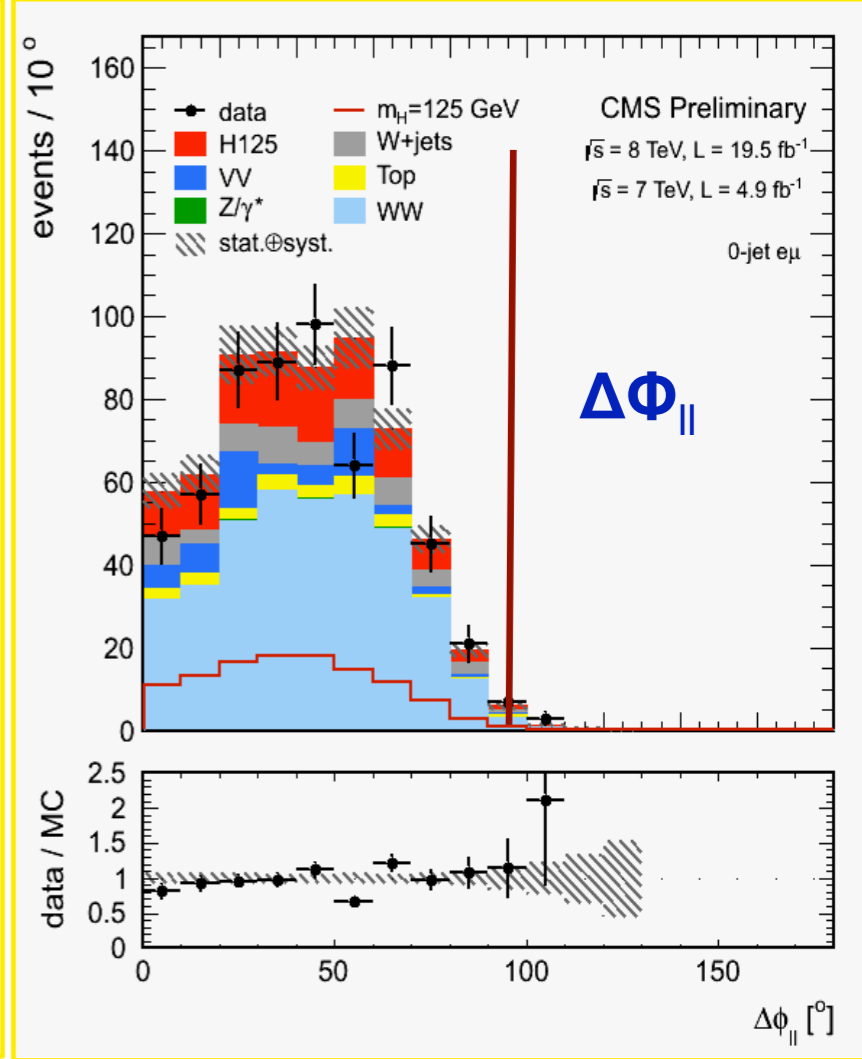 events / 10 °
160
140
120
100
80
60
40
20
0
data
H125
VV
Z/γ*
stat.⊕syst.
m_H=125 GeV
W+jets
Top
WW
CMS Preliminary
√s = 8 TeV, L = 19.5 fb⁻¹
√s = 7 TeV, L = 4.9 fb⁻¹
0-jet eμ
ΔΦ_ll
data / MC
2.5
2
1.5
1
0.5
0
0 50 100 150
Δϕ_ll [°]